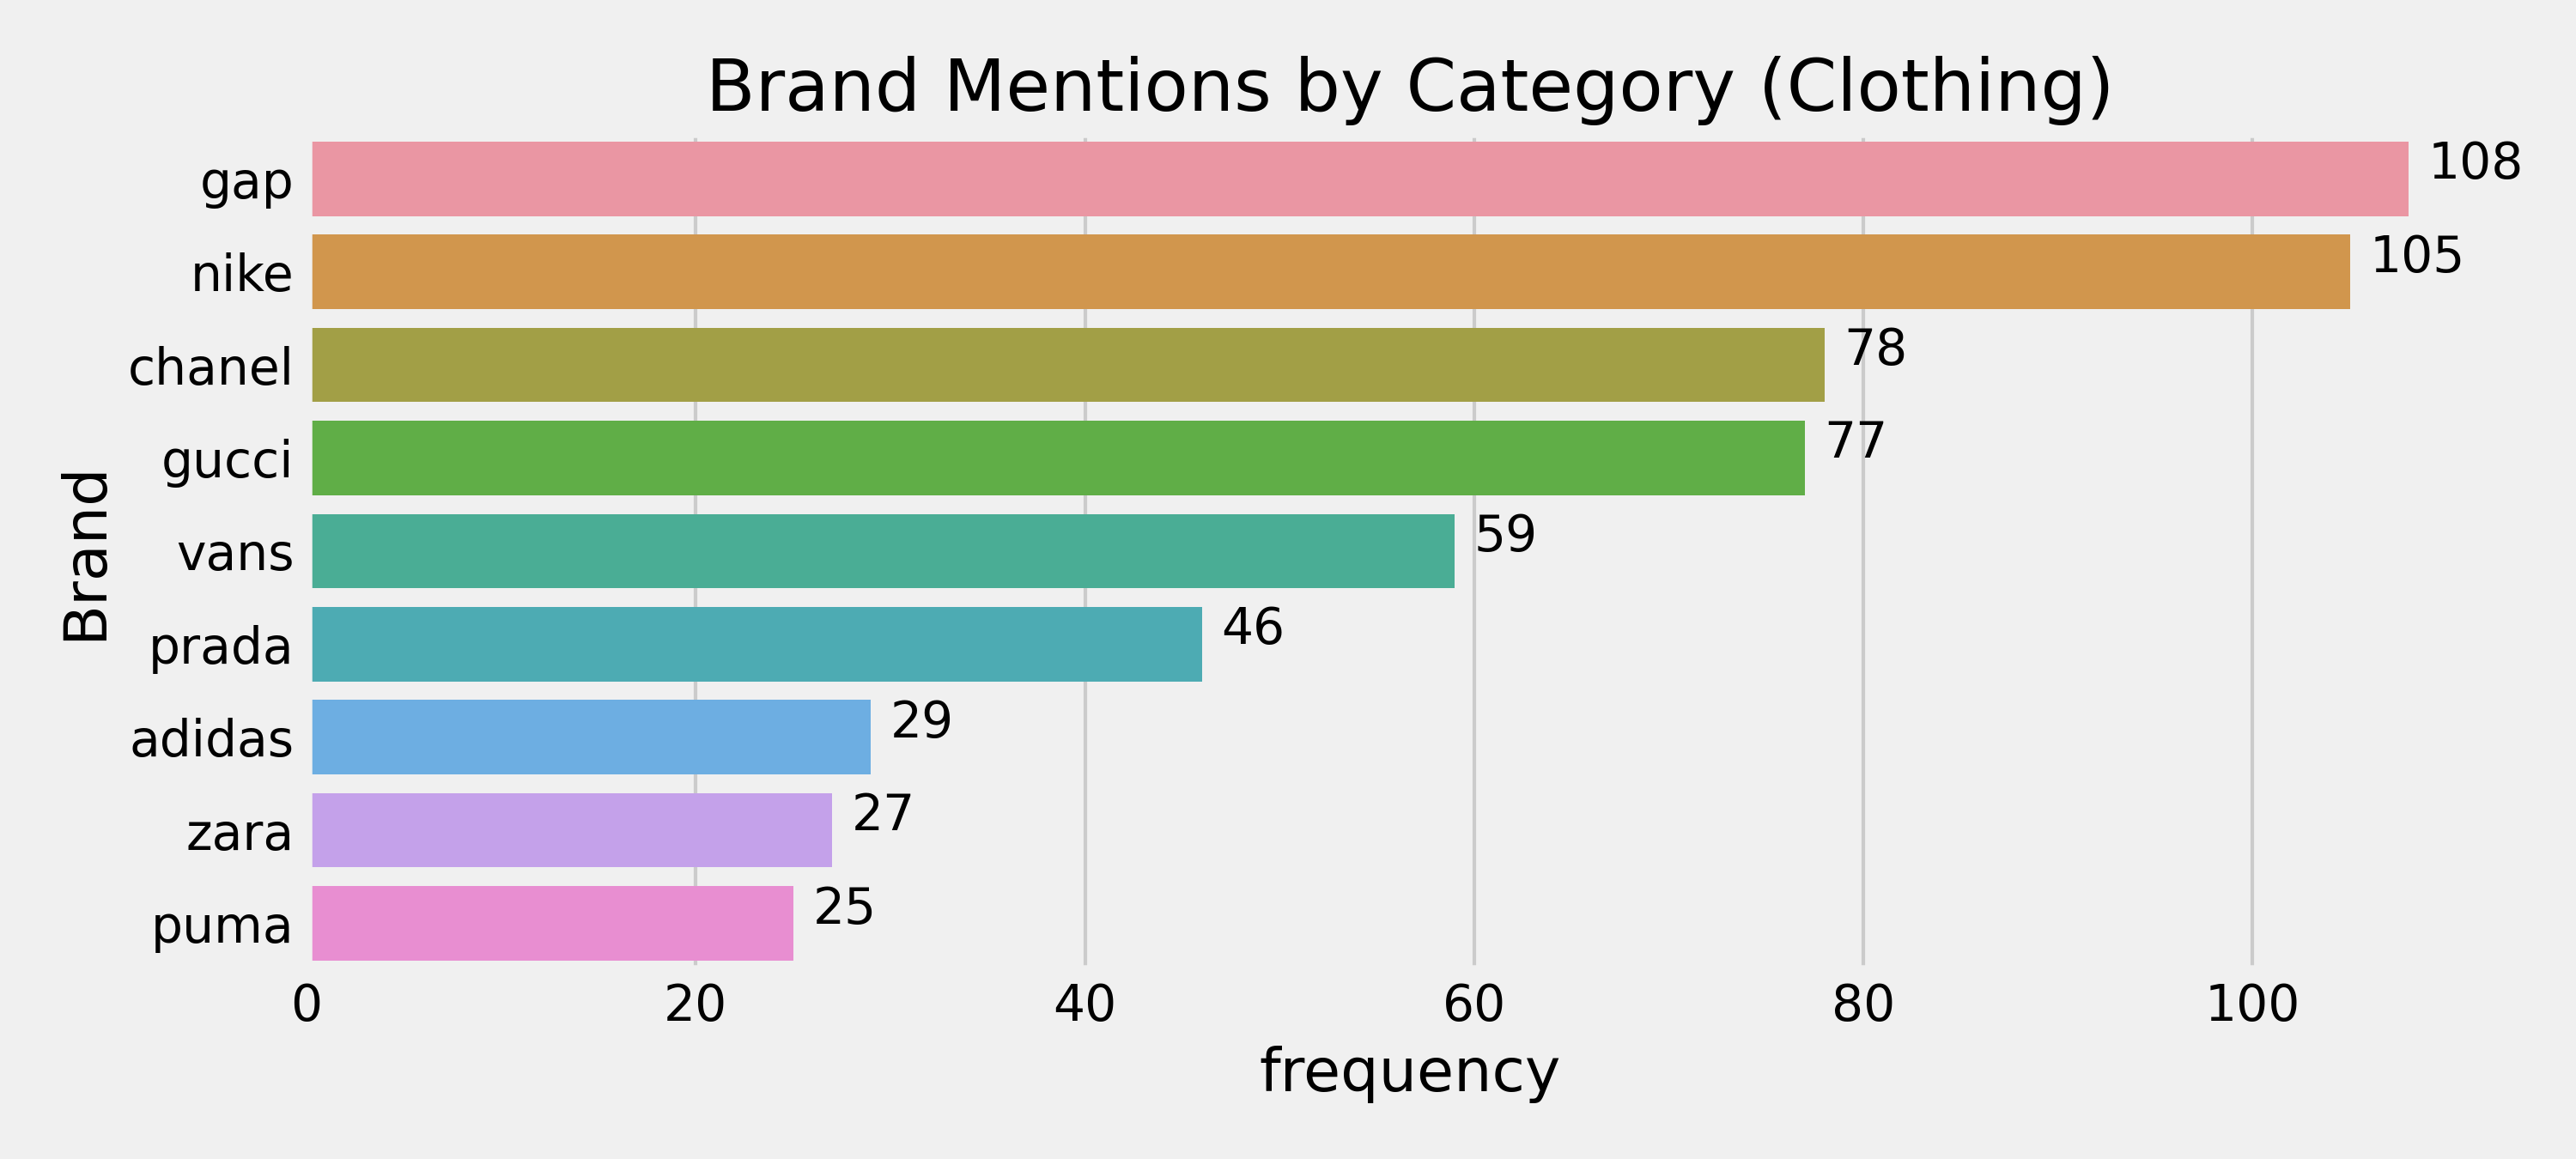 Brand Mentions by Category (Clothing)
gap 108
nike 105
chanel 78
gucci 77
vans 59
prada 46
adidas 29
zara 27
puma 25
Brand
0 20 40 60 80 100
frequency